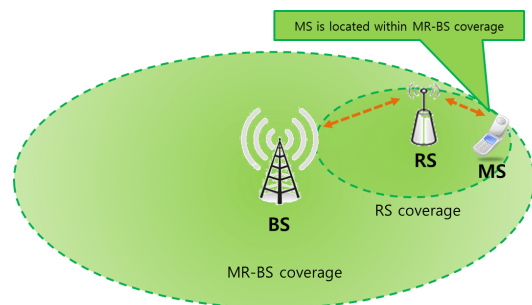 MS is located within MR-BS coverage
RS
MS
RS coverage
BS
MR-BS coverage